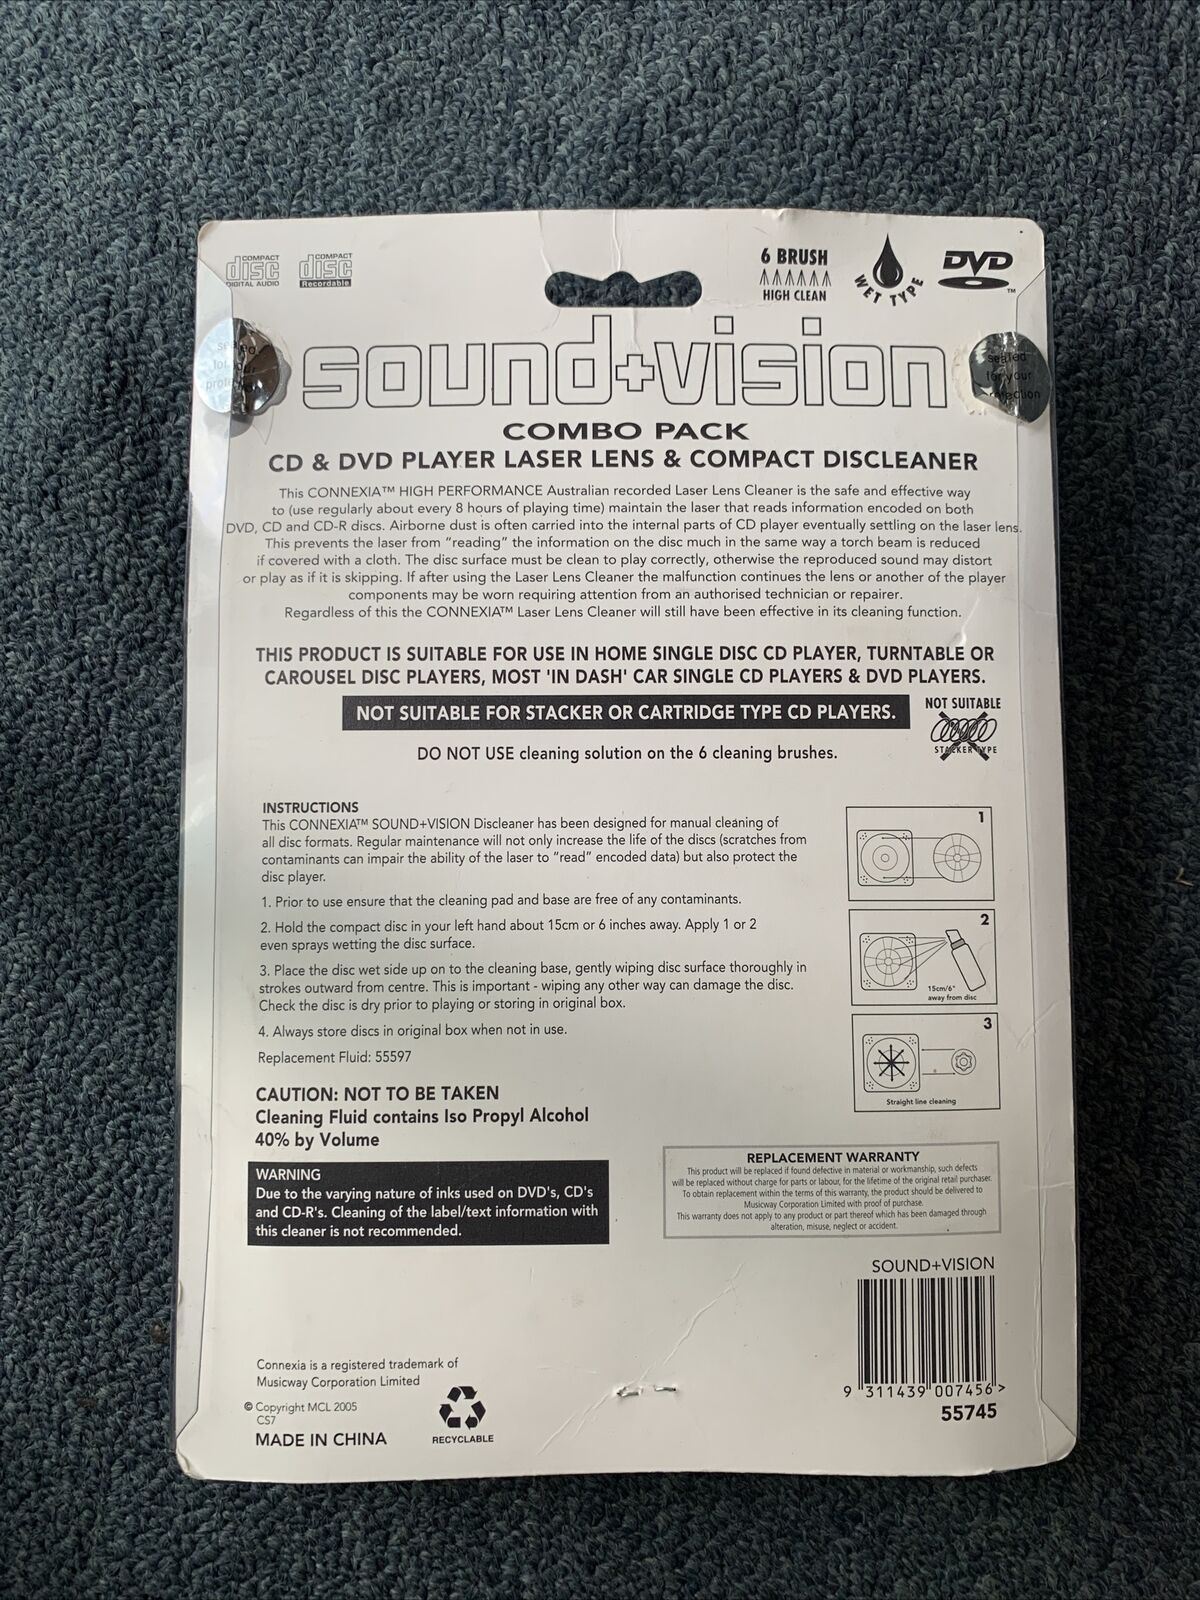 COMPACT
disc
DIGITAL AUDIO
COMPACT
disc
Recordable
6 BRUSH
HIGH CLEAN
WET TYPE
DVD
TM
sealed
for your
protection
sealed
for your
protection
sound+vision
COMBO PACK
CD & DVD PLAYER LASER LENS & COMPACT DISCLEANER
This CONNEXIA™ HIGH PERFORMANCE Australian recorded Laser Lens Cleaner is the safe and effective way
to (use regularly about every 8 hours of playing time) maintain the laser that reads information encoded on both
DVD, CD and CD-R discs. Airborne dust is often carried into the internal parts of CD player eventually settling on the laser lens.
This prevents the laser from "reading" the information on the disc much in the same way a torch beam is reduced
if covered with a cloth. The disc surface must be clean to play correctly, otherwise the reproduced sound may distort
or play as if it is skipping. If after using the Laser Lens Cleaner the malfunction continues the lens or another of the player
components may be worn requiring attention from an authorised technician or repairer.
Regardless of this the CONNEXIA™ Laser Lens Cleaner will still have been effective in its cleaning function.
THIS PRODUCT IS SUITABLE FOR USE IN HOME SINGLE DISC CD PLAYER, TURNTABLE OR
CAROUSEL DISC PLAYERS, MOST 'IN DASH' CAR SINGLE CD PLAYERS & DVD PLAYERS.
NOT SUITABLE FOR STACKER OR CARTRIDGE TYPE CD PLAYERS.
NOT SUITABLE
STACKER TYPE
DO NOT USE cleaning solution on the 6 cleaning brushes.
INSTRUCTIONS
This CONNEXIA™ SOUND+VISION Discleaner has been designed for manual cleaning of
all disc formats. Regular maintenance will not only increase the life of the discs (scratches from
contaminants can impair the ability of the laser to "read" encoded data) but also protect the
disc player.
1. Prior to use ensure that the cleaning pad and base are free of any contaminants.
2. Hold the compact disc in your left hand about 15cm or 6 inches away. Apply 1 or 2
even sprays wetting the disc surface.
3. Place the disc wet side up on to the cleaning base, gently wiping disc surface thoroughly in
strokes outward from centre. This is important - wiping any other way can damage the disc.
Check the disc is dry prior to playing or storing in original box.
4. Always store discs in original box when not in use.
Replacement Fluid: 55597
1
2
15cm/6"
away from disc
3
Straight line cleaning
CAUTION: NOT TO BE TAKEN
Cleaning Fluid contains Iso Propyl Alcohol
40% by Volume
WARNING
Due to the varying nature of inks used on DVD's, CD's
and CD-R's. Cleaning of the label/text information with
this cleaner is not recommended.
REPLACEMENT WARRANTY
This product will be replaced if found defective in material or workmanship, such defects
will be replaced without charge for parts or labour, for the lifetime of the original retail purchaser.
To obtain replacement within the terms of this warranty, the product should be delivered to
Musicway Corporation Limited with proof of purchase.
This warranty does not apply to any product or part thereof which has been damaged through
alteration, misuse, neglect or accident.
SOUND+VISION
9 311439 007456 >
55745
Connexia is a registered trademark of
Musicway Corporation Limited
© Copyright MCL 2005
CS7
MADE IN CHINA
RECYCLABLE